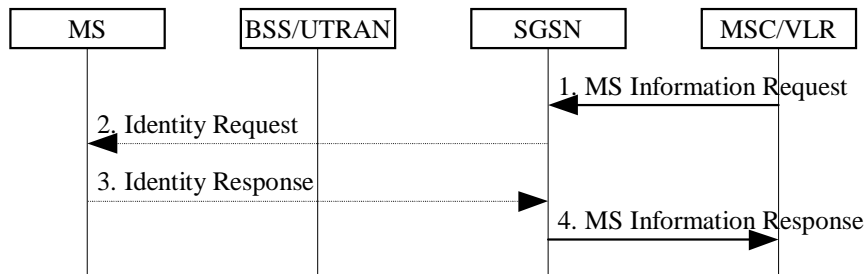 MS
BSS/UTRAN
SGSN
MSC/VLR
1. MS Information Request
2. Identity Request
3. Identity Response
4. MS Information Response